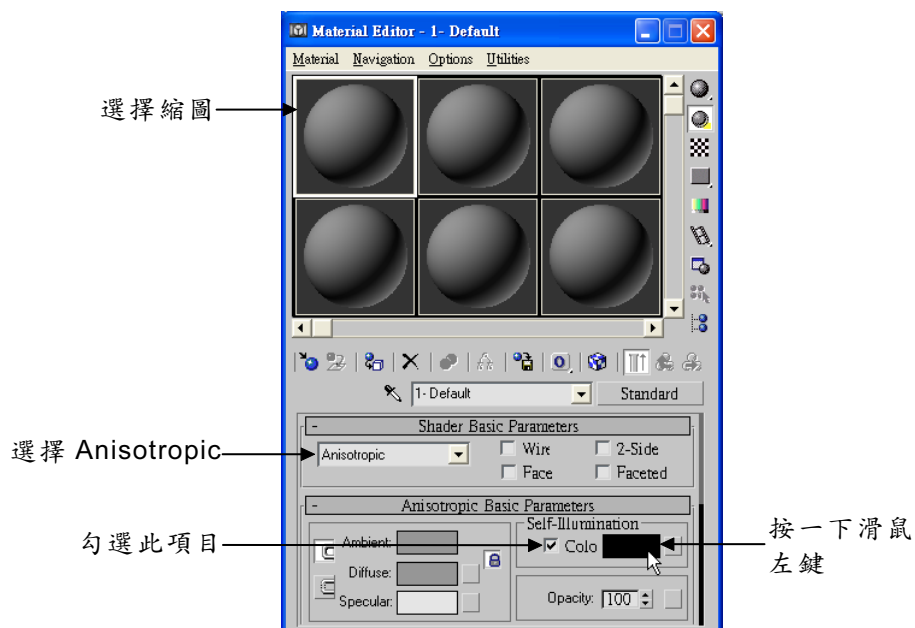 Material Editor - 1- Default
Material Navigation Options Utilities
選擇縮圖
1- Default
Standard
- Shader Basic Parameters
選擇 Anisotropic
Anisotropic
Wire
2-Side
Face
Faceted
- Anisotropic Basic Parameters
Self-Illumination
勾選此項目
Ambient:
Colo
按一下滑鼠
左鍵
Diffuse:
Specular:
Opacity: 100